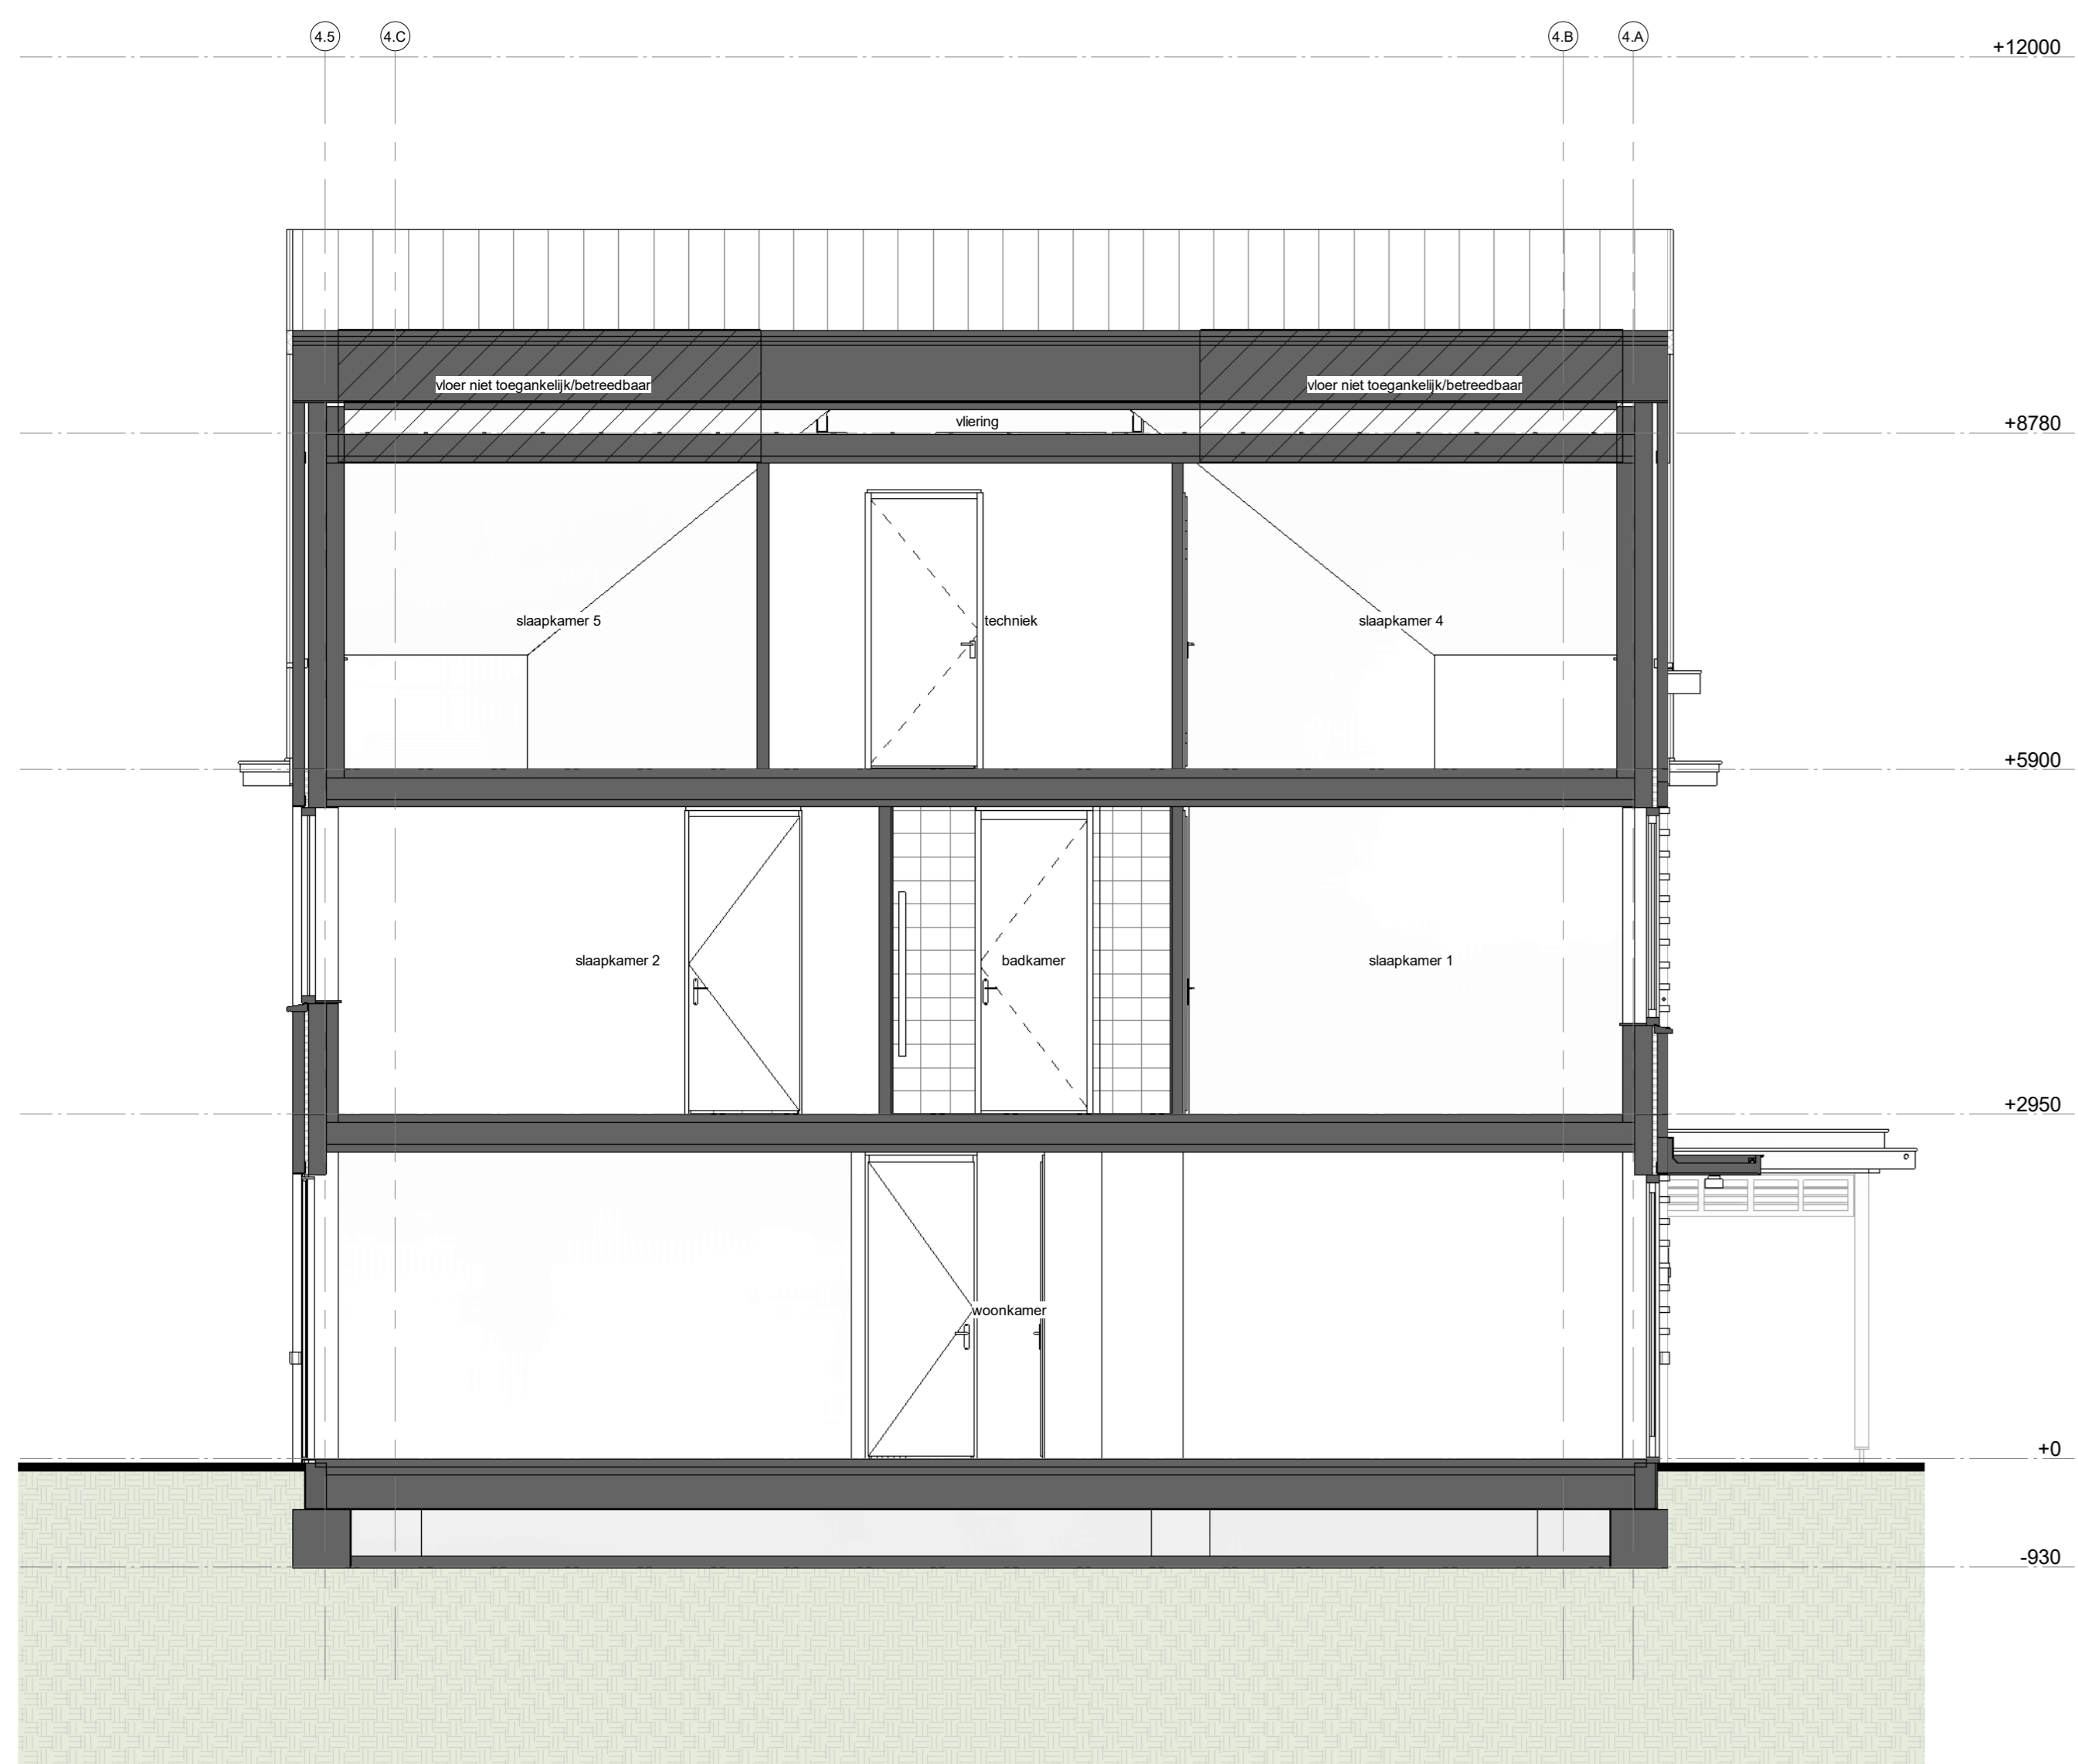 4.5
4.C
4.B
4.A
+12000
vloer niet toegankelijk/betreedbaar
vloer niet toegankelijk/betreedbaar
vliering
+8780
slaapkamer 5
techniek
slaapkamer 4
+5900
slaapkamer 2
badkamer
slaapkamer 1
+2950
woonkamer
+0
-930